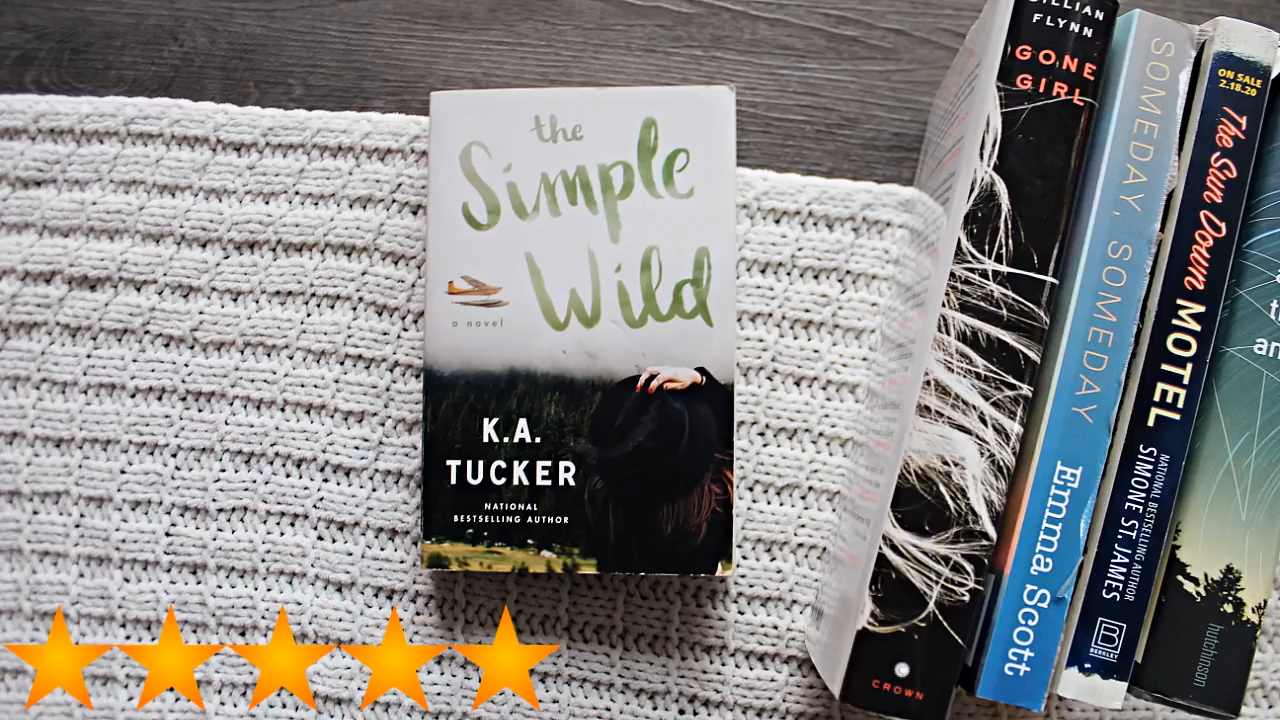 the
Simple
Wild
a novel
K.A.
TUCKER
NATIONAL
BESTSELLING AUTHOR
FLYNN
GONE
GIRL
CROWN
SOMEDAY, SOMEDAY
Emma Scott
ON SALE
2.18.20
The Sun Down MOTEL
NATIONAL BESTSELLING AUTHOR
SIMONE ST. JAMES
B
BERKLEY
hutchinson